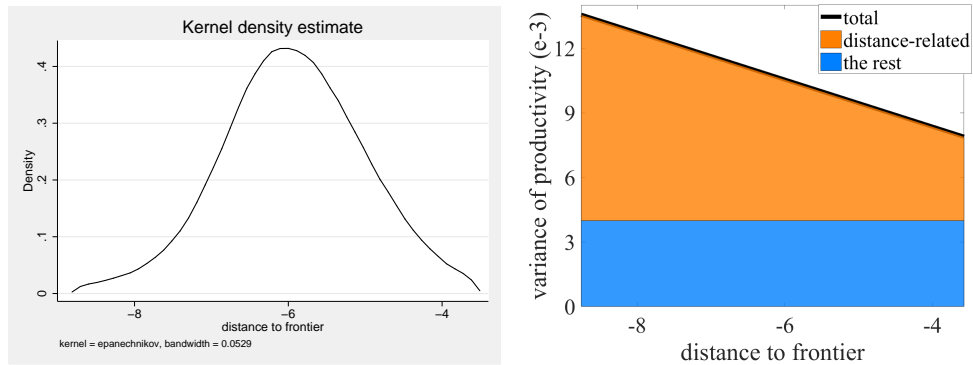 Kernel density estimate
Density
.4
.3
.2
.1
0
−8
−6
−4
distance to frontier
kernel = epanechnikov, bandwidth = 0.0529
variance of productivity (e-3)
12
9
6
3
0
total
distance-related
the rest
-8
-6
-4
distance to frontier